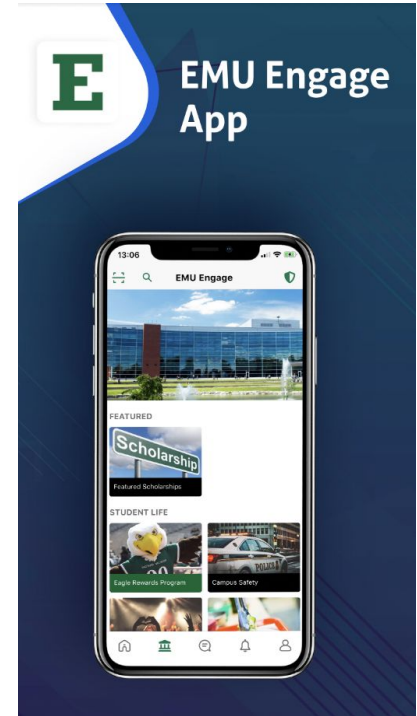 E
EMU Engage
App
13:06
EMU Engage
FEATURED
Scholarship
Featured Scholarships
STUDENT LIFE
POLICE
Eagle Rewards Program
Campus Safety